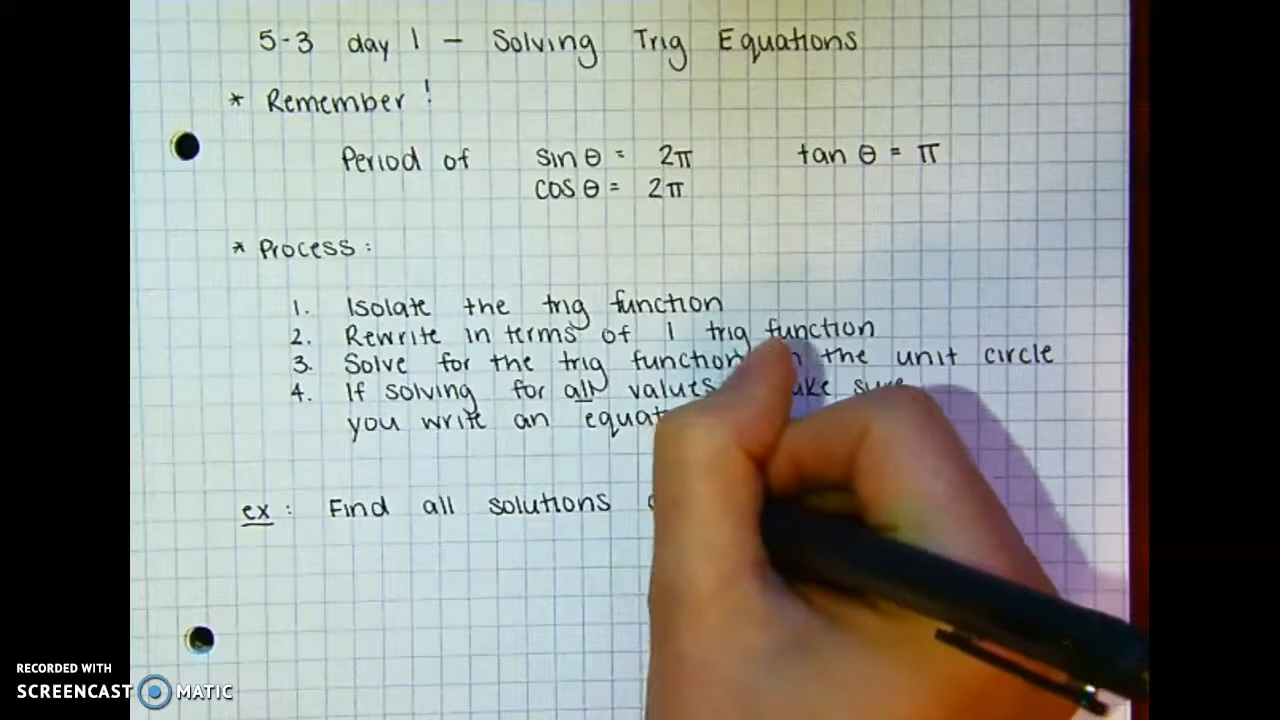 5-3 day 1 - Solving Trig Equations
* Remember !
Period of sin θ = 2π tan θ = π
cos θ = 2π
* Process :
1. Isolate the trig function
2. Rewrite in terms of 1 trig function
3. Solve for the trig function the unit circle
4. If solving for all values sure
you write an
ex : Find all solutions
RECORDED WITH
SCREENCAST MATIC